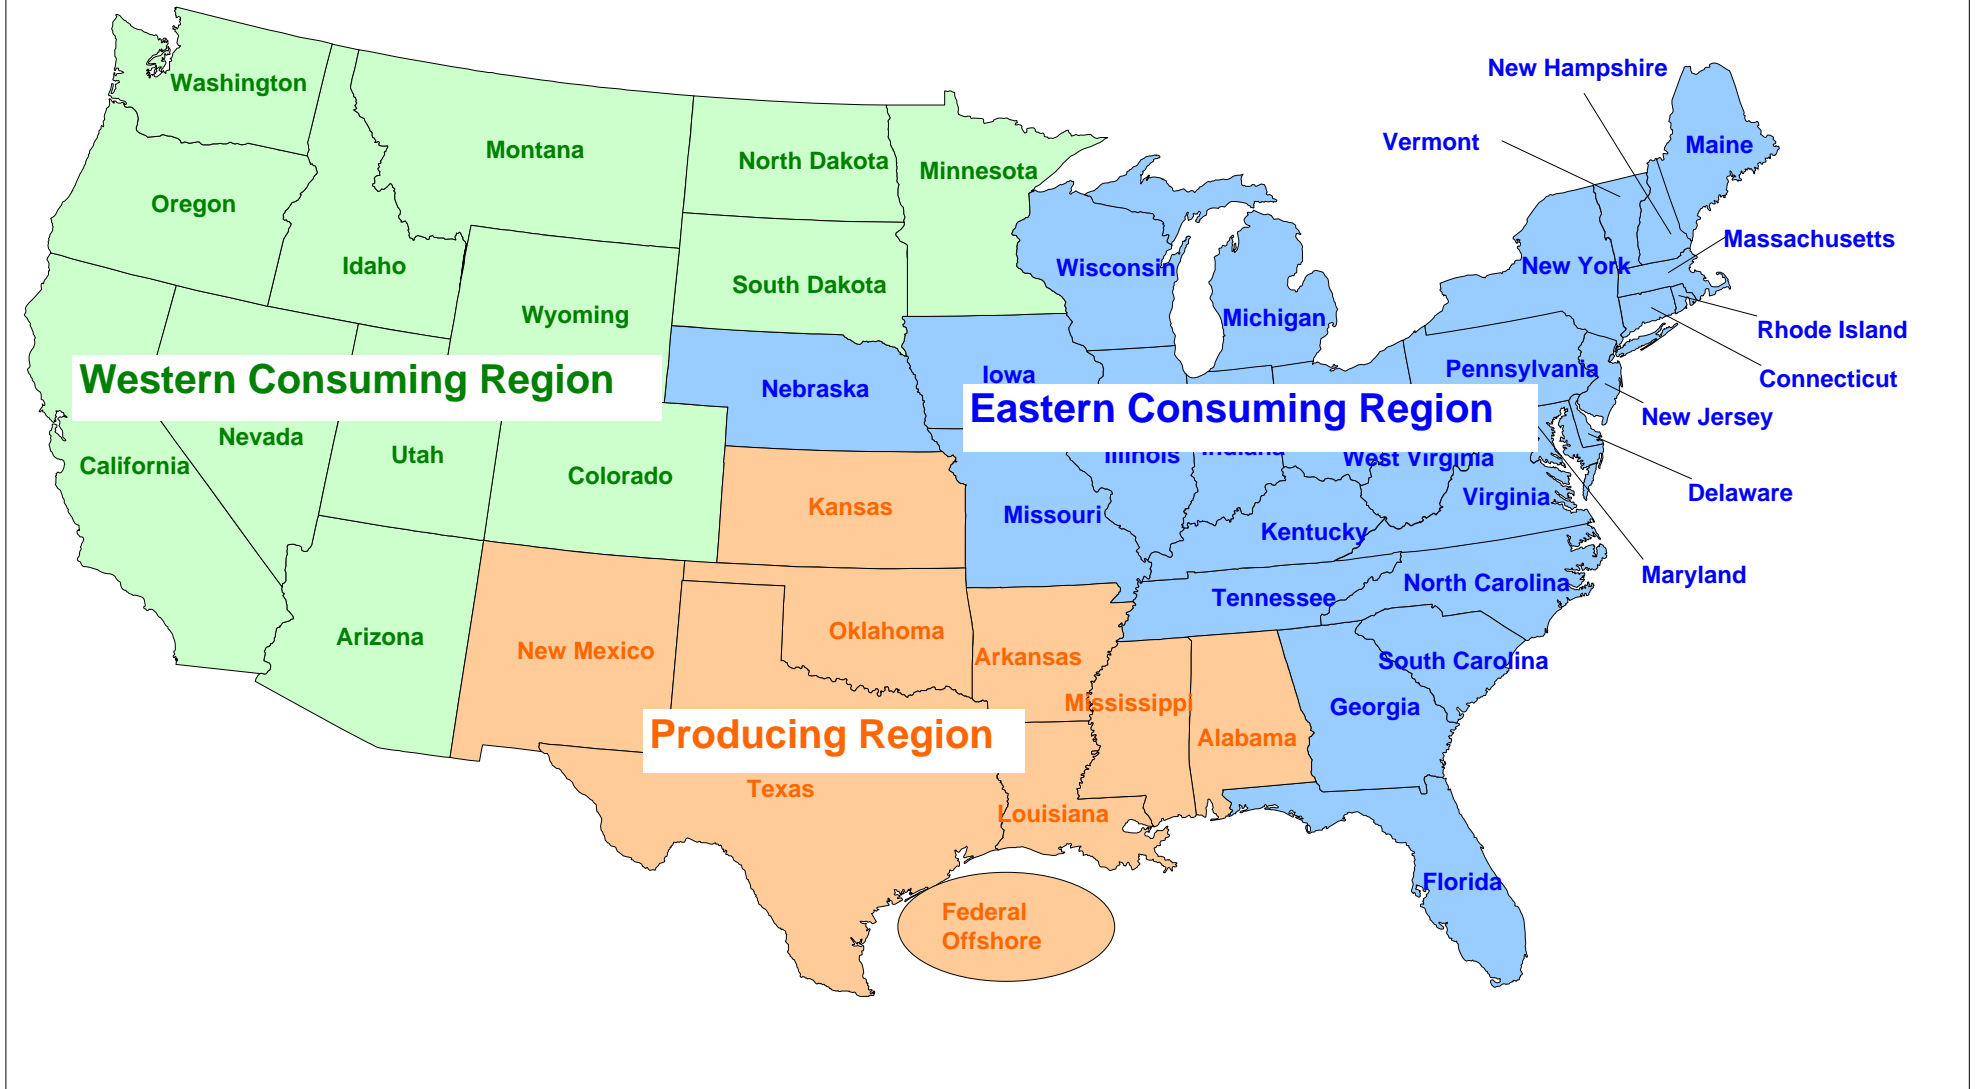 New Hampshire
Washington
Vermont
Maine
Montana
North Dakota
Minnesota
Oregon
Massachusetts
Idaho
New York
Wisconsin
South Dakota
Wyoming
Michigan
Rhode Island
Western Consuming Region
Nebraska
Iowa
Pennsylvania
Connecticut
Eastern Consuming Region
New Jersey
Nevada
Utah
California
Colorado
Illinois
Indiana
West Virginia
Virginia
Delaware
Kansas
Missouri
Kentucky
Maryland
North Carolina
Tennessee
Arizona
New Mexico
Oklahoma
Arkansas
South Carolina
Mississippi
Georgia
Producing Region
Alabama
Texas
Louisiana
Florida
Federal
Offshore